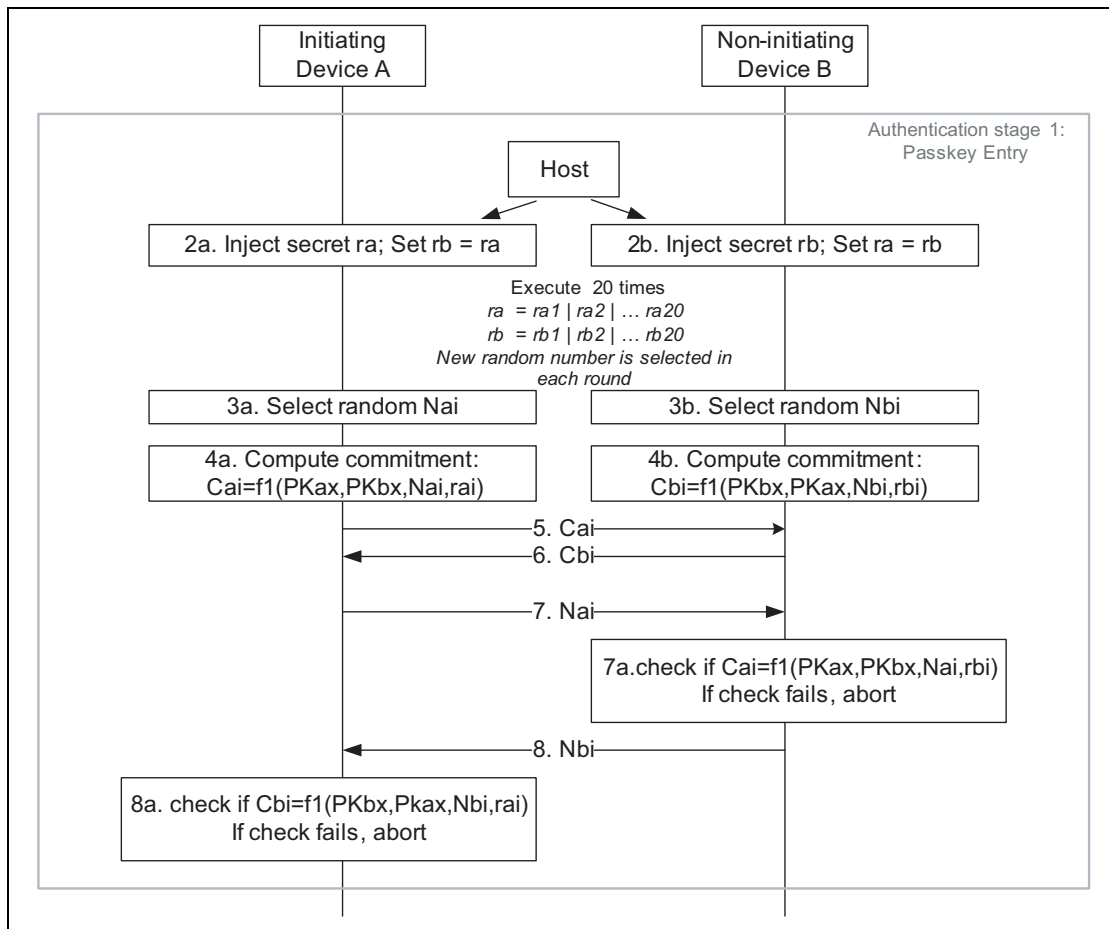 Initiating
Device A
Non-initiating
Device B
Authentication stage 1:
Passkey Entry
Host
2a. Inject secret ra; Set rb = ra
2b. Inject secret rb; Set ra = rb
Execute 20 times
ra = ra1 | ra2 | … ra20
rb = rb1 | rb2 | … rb20
New random number is selected in
each round
3a. Select random Nai
3b. Select random Nbi
4a. Compute commitment:
Cai=f1(PKax,PKbx,Nai,rai)
4b. Compute commitment:
Cbi=f1(PKbx,PKax,Nbi,rbi)
5. Cai
6. Cbi
7. Nai
7a.check if Cai=f1(PKax,PKbx,Nai,rbi)
If check fails, abort
8. Nbi
8a. check if Cbi=f1(PKbx,Pkax,Nbi,rai)
If check fails, abort